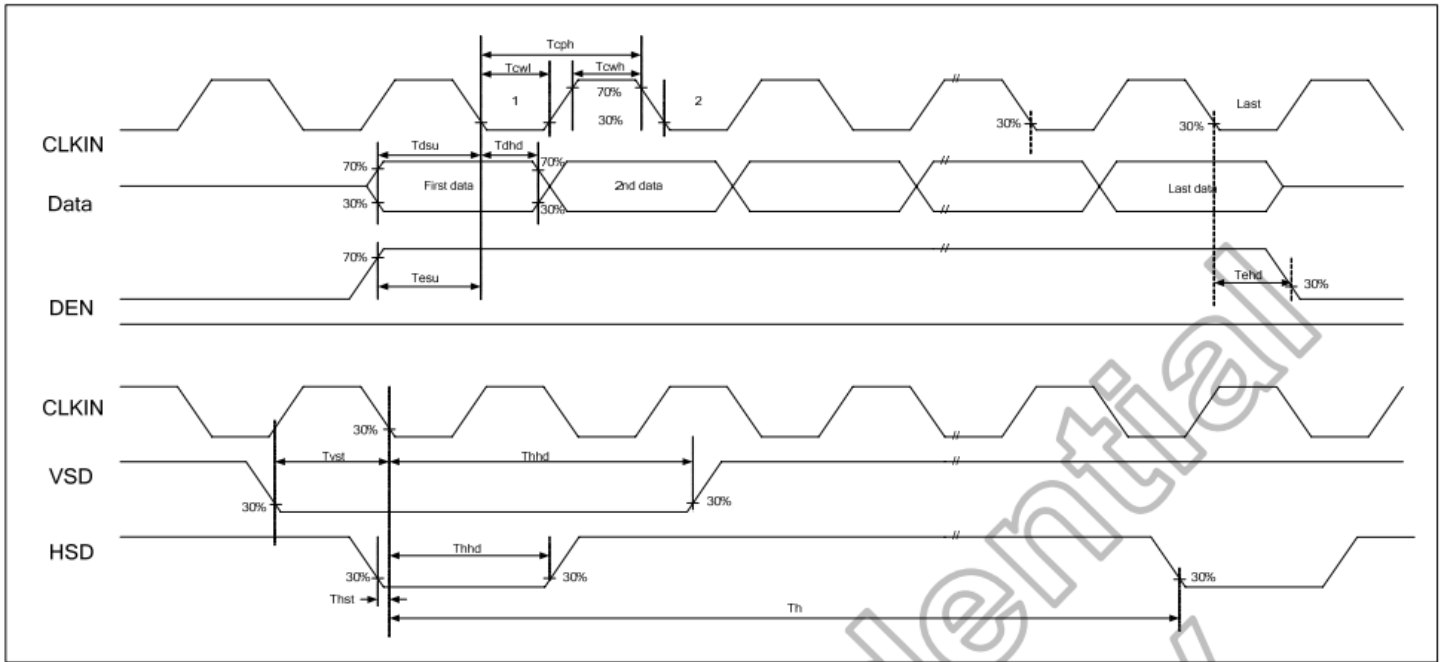 Tcph
Tcwl
Tcwh
1
70%
2
30%
Last
30%
30%
CLKIN
Tdsu
Tdhd
70%
70%
First data
2nd data
Last data
Data
30%
30%
70%
Tesu
Tehd
30%
DEN
CLKIN
30%
Tvst
Thhd
VSD
30%
30%
HSD
Thhd
30%
30%
30%
Thst
Th